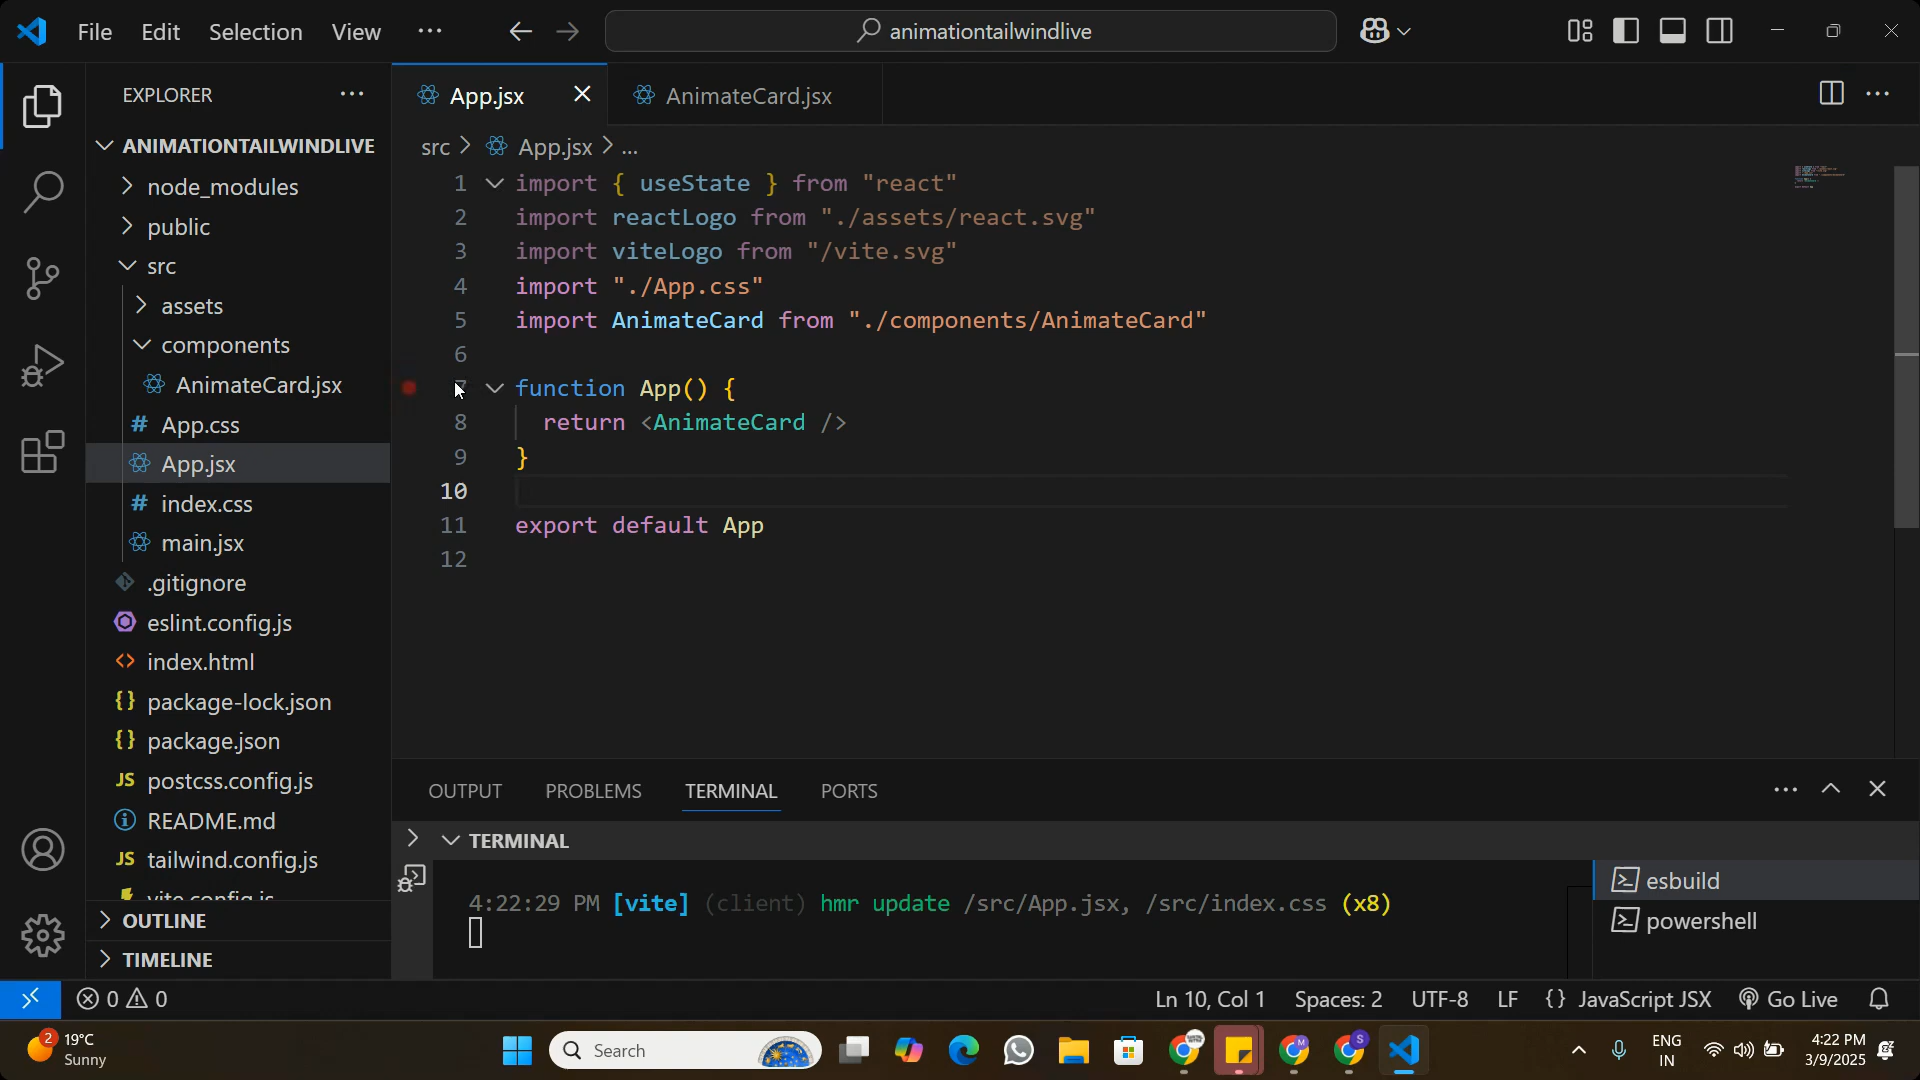 File Edit Selection View ···
animationtailwindlive
EXPLORER ···
ANIMATIONTAILWINDLIVE
node_modules
public
src
assets
components
AnimateCard.jsx
# App.css
App.jsx
# index.css
main.jsx
.gitignore
eslint.config.js
<> index.html
{} package-lock.json
{} package.json
JS postcss.config.js
README.md
JS tailwind.config.js
vite.config.js
OUTLINE
TIMELINE
App.jsx AnimateCard.jsx
src > App.jsx > ...
1 import { useState } from "react"
2 import reactLogo from "./assets/react.svg"
3 import viteLogo from "/vite.svg"
4 import "./App.css"
5 import AnimateCard from "./components/AnimateCard"
6
7 function App() {
8 return <AnimateCard />
9 }
10
11 export default App
12
OUTPUT PROBLEMS TERMINAL PORTS
TERMINAL
4:22:29 PM [vite] (client) hmr update /src/App.jsx, /src/index.css (x8)
esbuild
powershell
0 0 Ln 10, Col 1 Spaces: 2 UTF-8 LF {} JavaScript JSX Go Live
2 19°C
Sunny
Search
M
S
ENG
IN
4:22 PM
3/9/2025